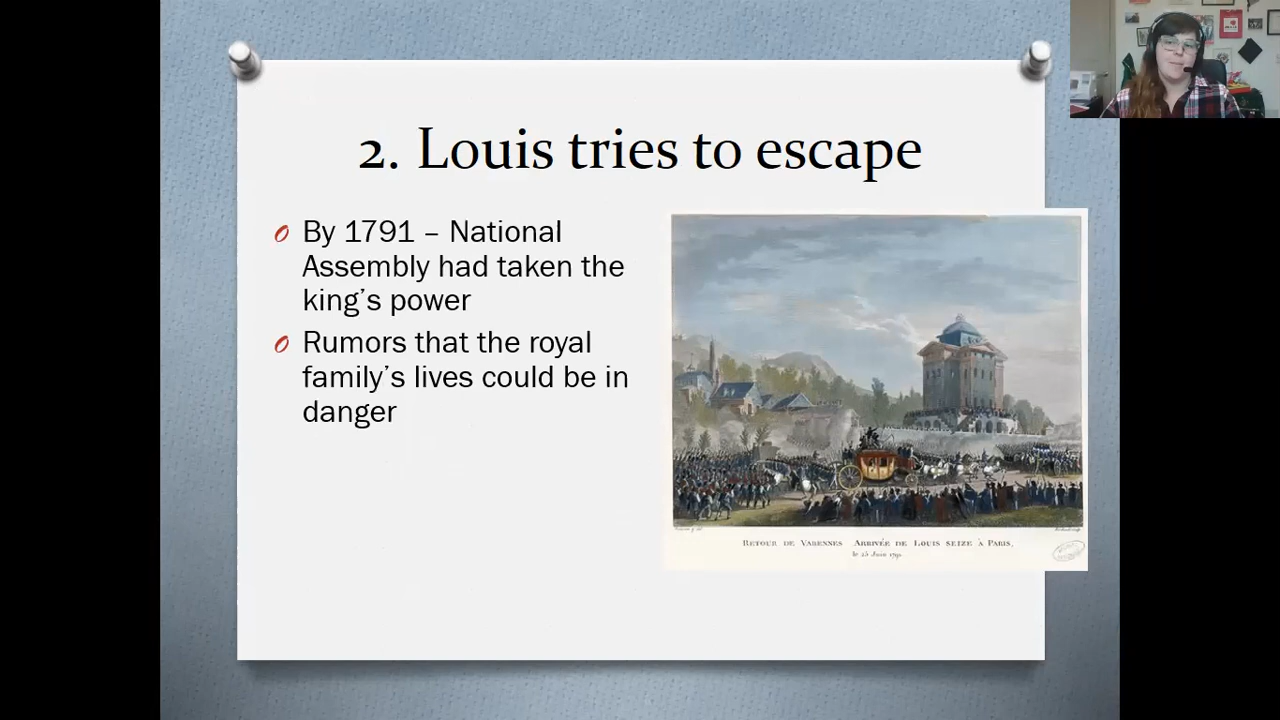 2. Louis tries to escape
By 1791 – National
Assembly had taken the
king’s power
Rumors that the royal
family’s lives could be in
danger
RETOUR DE VARENNES ARRIVÉE DE LOUIS SEIZE À PARIS,
le 25 Juin 1791.